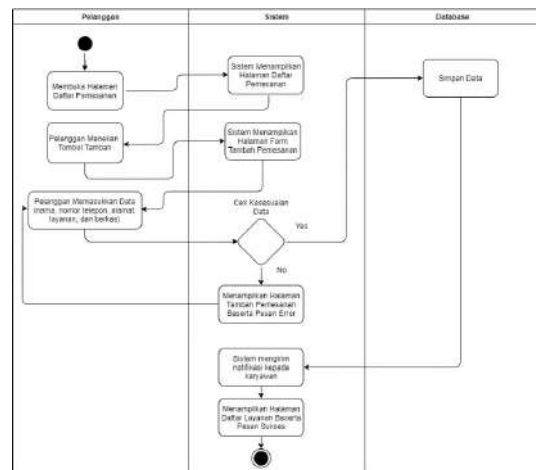 Pelanggan
Sistem
Database
Membuka Halaman
Daftar Pemesanan
Sistem Menampilkan
Halaman Daftar
Pemesanan
Simpan Data
Pelanggan Menekan
Tombol Tambah
Sistem Menampilkan
Halaman Form
Tambah Pemesanan
Pelanggan Memasukkan Data
(nama, nomor telepon, alamat,
layanan, dan berkas)
Cek Kesesuaian
Data
Yes
No
Menampilkan Halaman
Tambah Pemesanan
Beserta Pesan Error
Sistem mengirim
notifikasi kepada
karyawan
Menampilkan Halaman
Daftar Layanan Beserta
Pesan Sukses